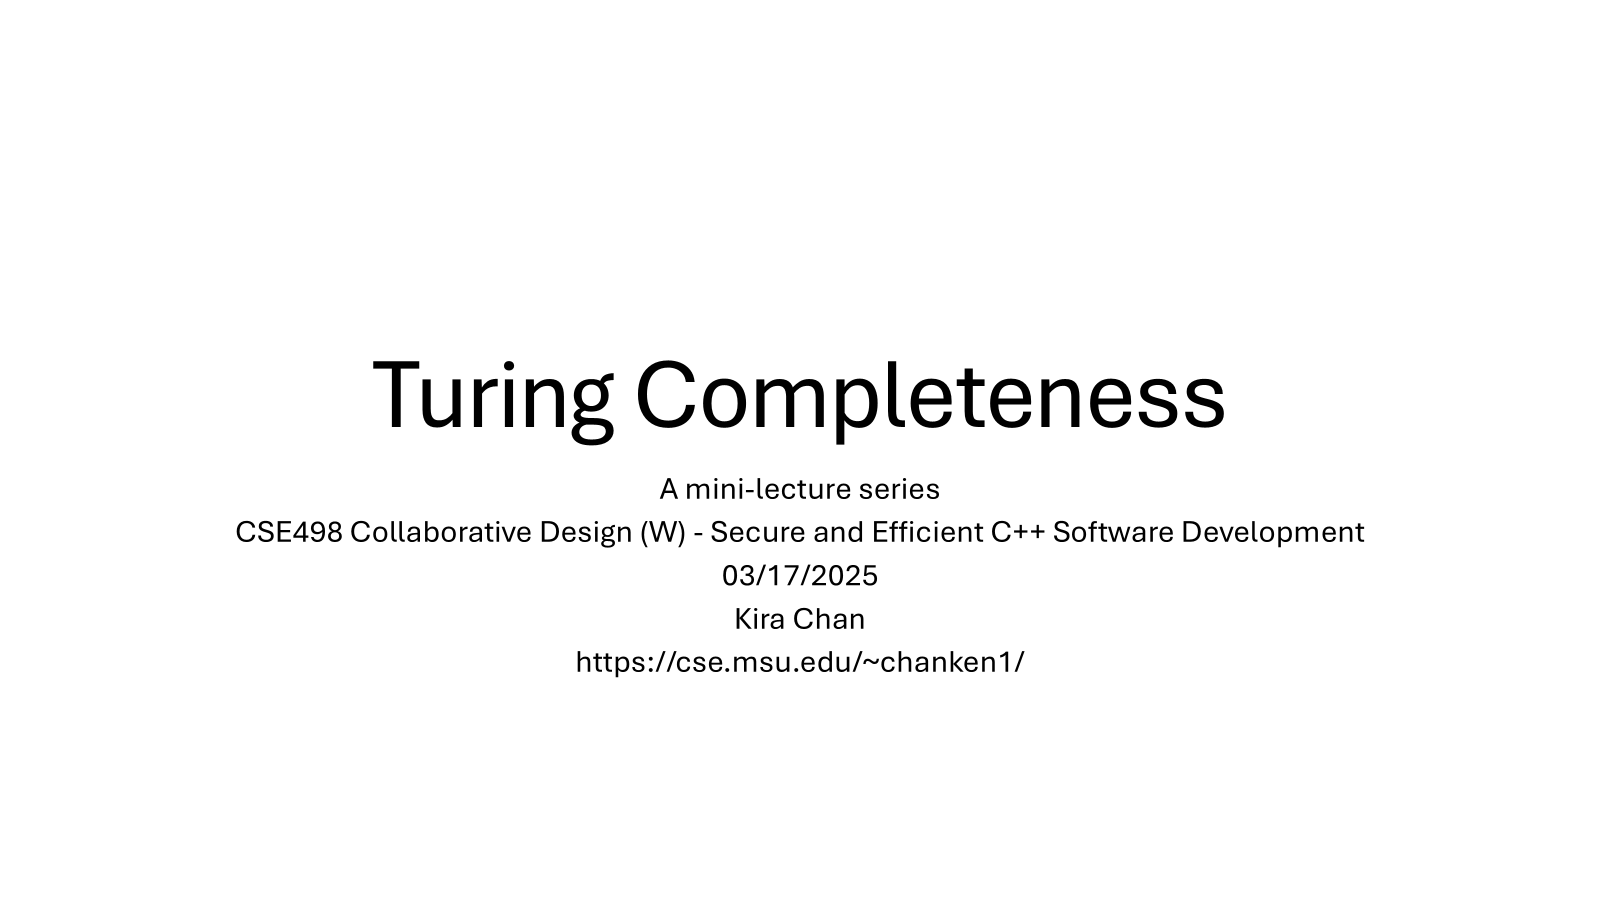 Turing Completeness
A mini-lecture series
CSE498 Collaborative Design (W) - Secure and Efficient C++ Software Development
03/17/2025
Kira Chan
https://cse.msu.edu/~chanken1/